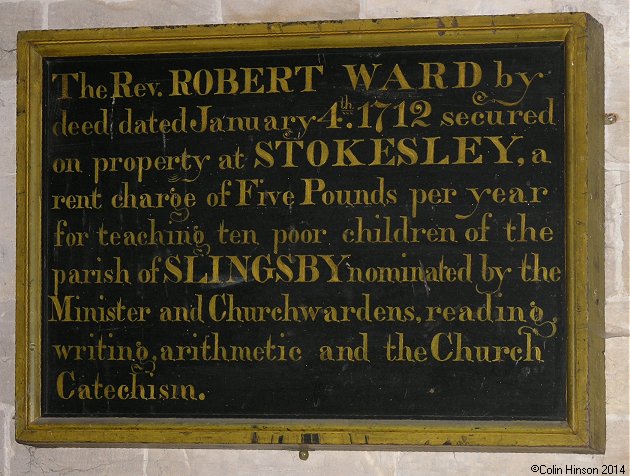 The Rev. ROBERT WARD by
deed dated January 4th. 1712 secured
on property at STOKESLEY, a
rent charge of Five Pounds per year
for teaching ten poor children of the
parish of SLINGSBY nominated by the
Minister and Churchwardens, reading,
writing, arithmetic and the Church
Catechism.
©Colin Hinson 2014